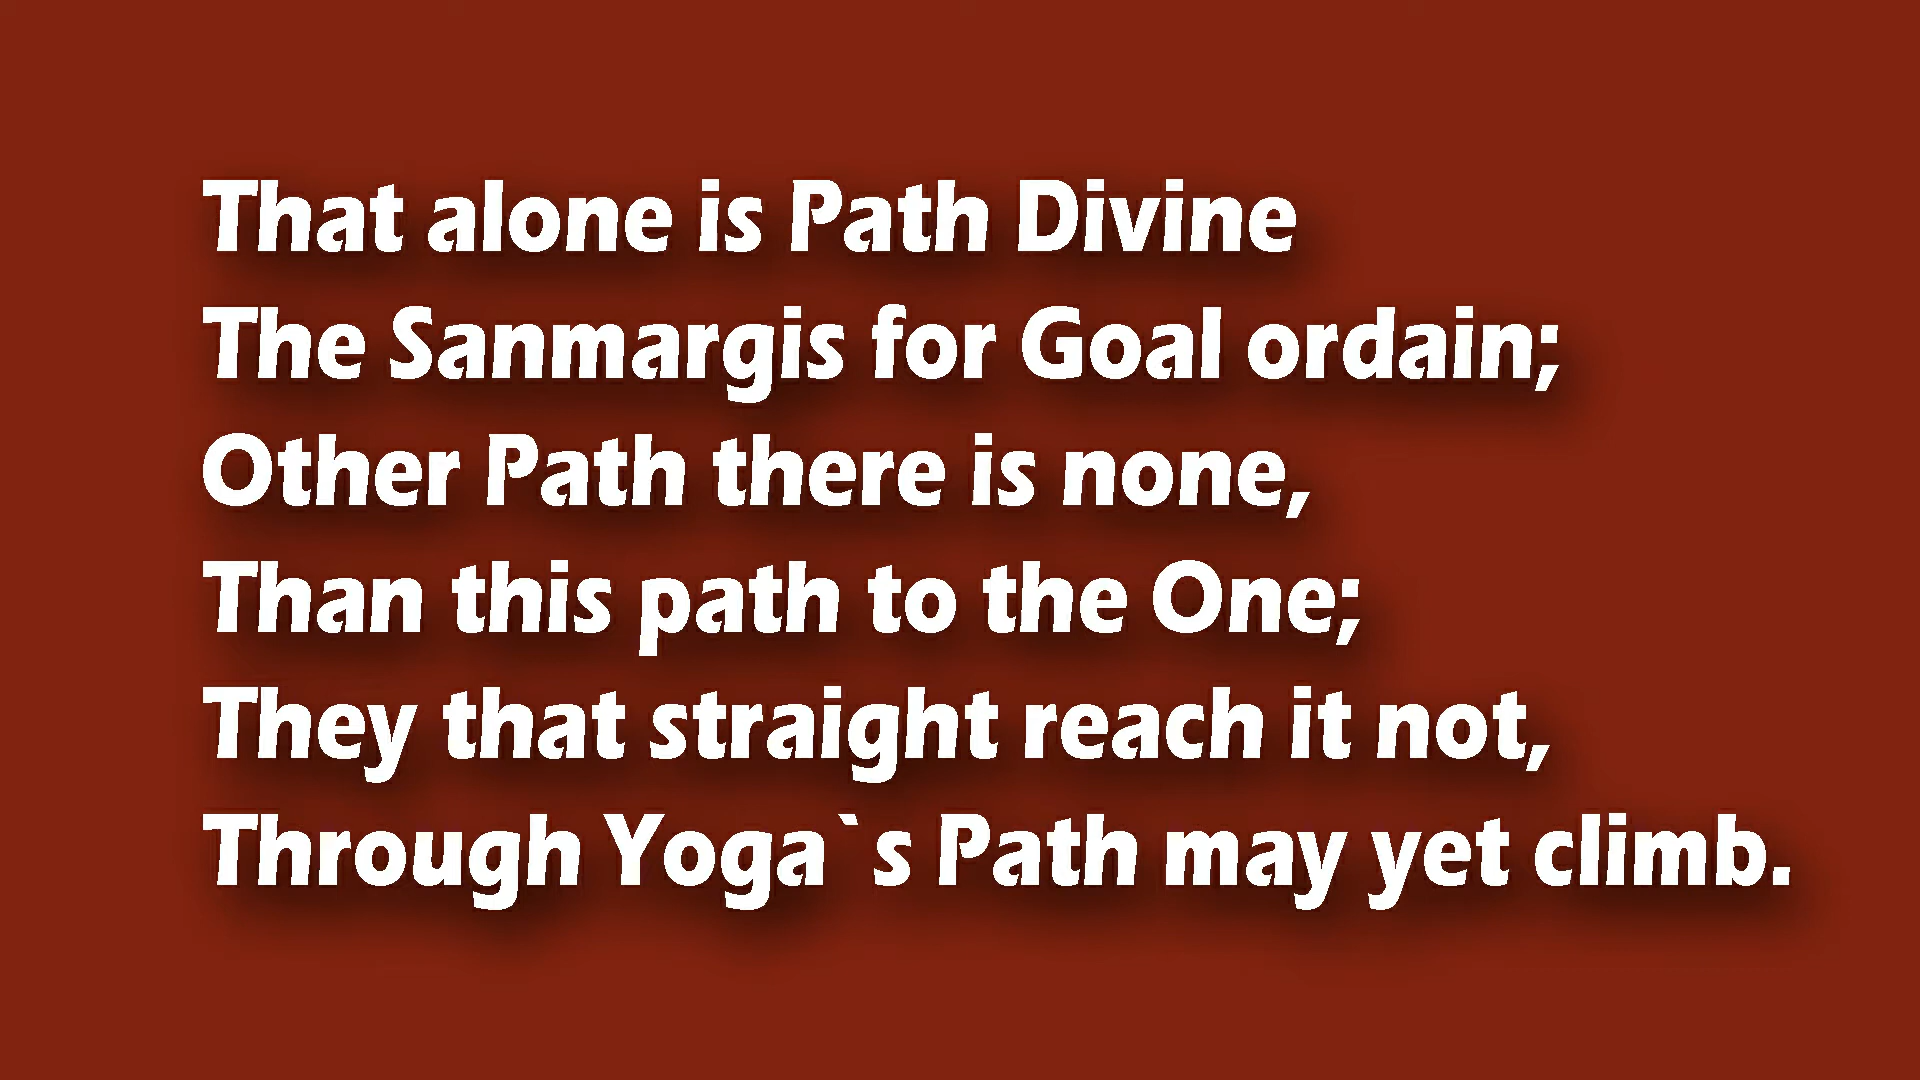 That alone is Path Divine
The Sanmargis for Goal ordain;
Other Path there is none,
Than this path to the One;
They that straight reach it not,
Through Yoga`s Path may yet climb.